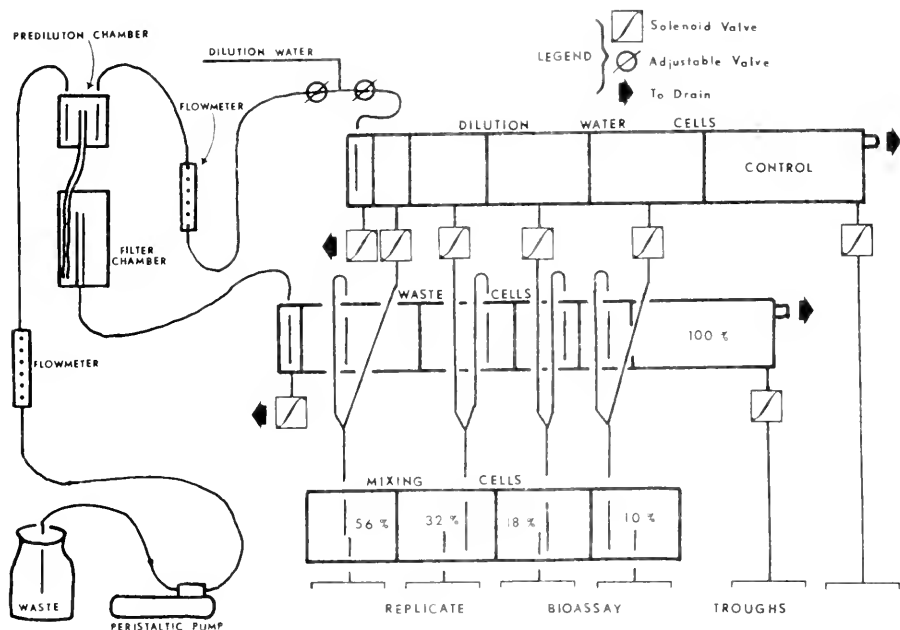 PREDILUTON CHAMBER
DILUTION WATER
FLOWMETER
LEGEND
Solenoid Valve
Adjustable Valve
To Drain
DILUTION WATER CELLS
CONTROL
FILTER CHAMBER
WASTE CELLS
100 %
FLOWMETER
MIXING CELLS
56 %
32 %
18 %
10 %
WASTE
PERISTALTIC PUMP
REPLICATE BIOASSAY TROUGHS